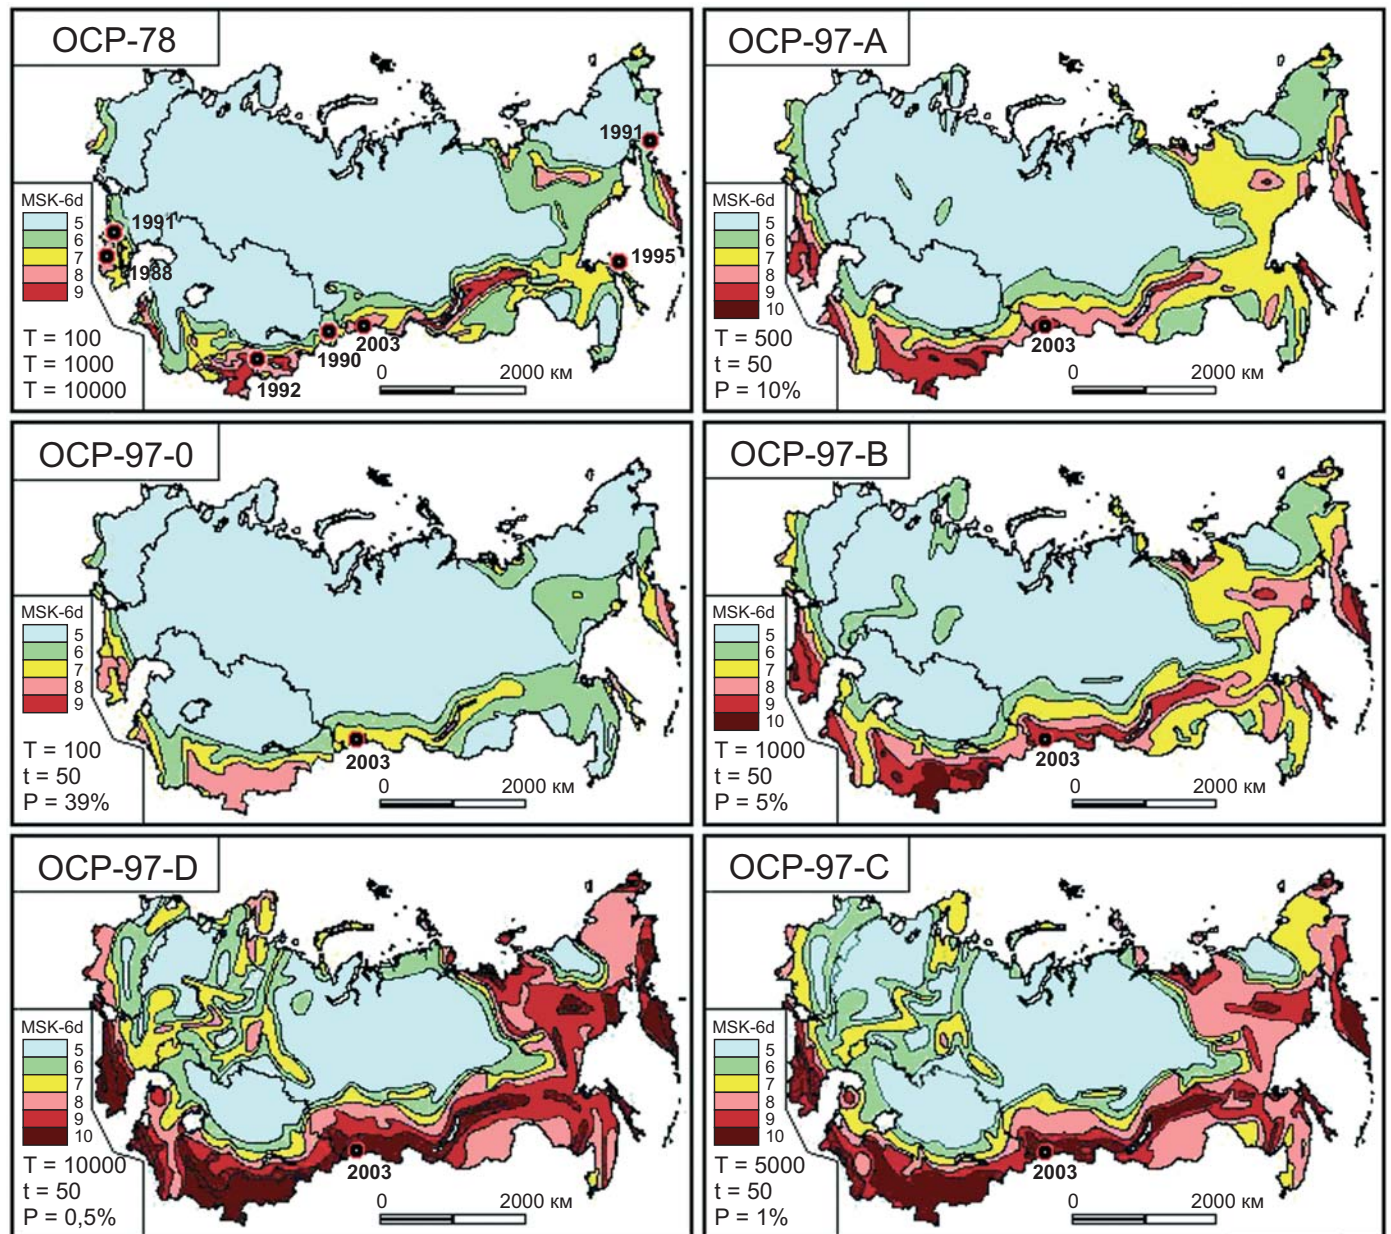 ОСР-78
MSK-6d
5
6
7
8
9
T = 100
T = 1000
T = 10000
1991
1988
1992
1990
2003
1991
1995
0 2000 км
ОСР-97-А
MSK-6d
5
6
7
8
9
10
T = 500
t = 50
P = 10%
2003
0 2000 км
ОСР-97-0
MSK-6d
5
6
7
8
9
T = 100
t = 50
P = 39%
2003
0 2000 км
ОСР-97-В
MSK-6d
5
6
7
8
9
10
T = 1000
t = 50
P = 5%
2003
0 2000 км
ОСР-97-D
MSK-6d
5
6
7
8
9
10
T = 10000
t = 50
P = 0,5%
2003
0 2000 км
ОСР-97-С
MSK-6d
5
6
7
8
9
10
T = 5000
t = 50
P = 1%
2003
0 2000 км